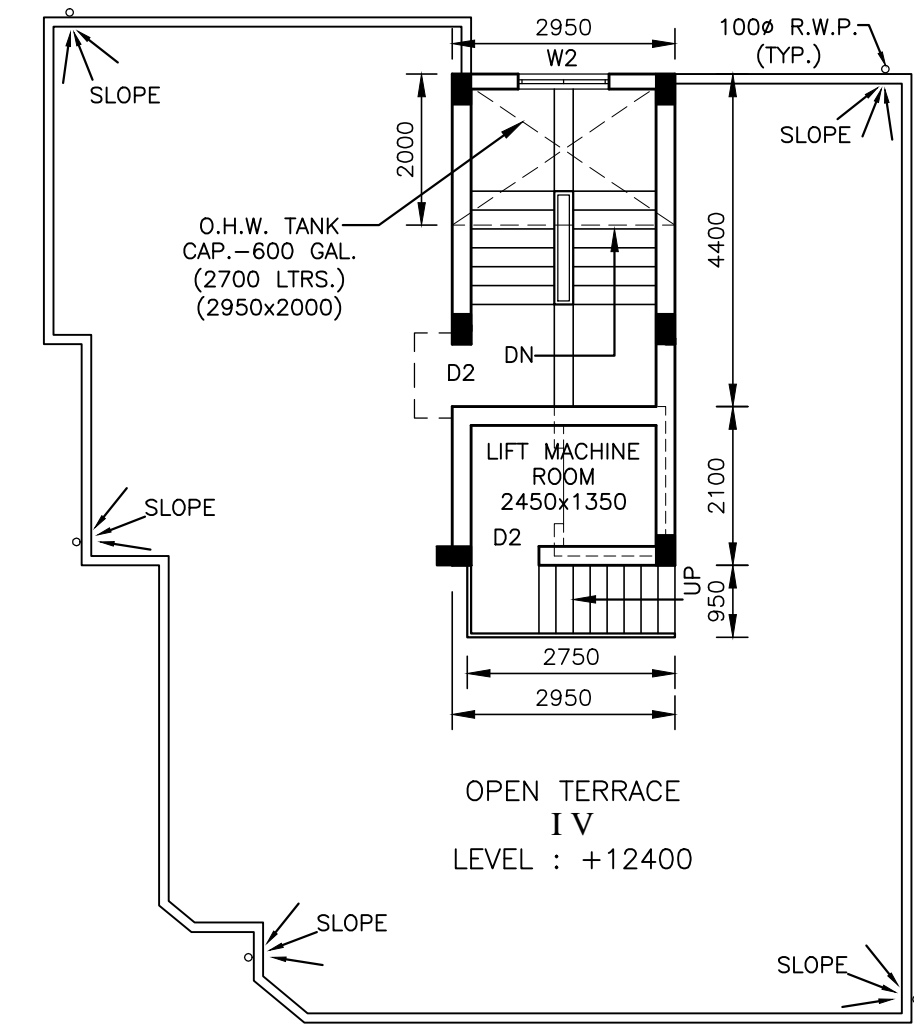 2950
100ø R.W.P.
(TYP.)
W2
SLOPE
SLOPE
2000
O.H.W. TANK
CAP.-600 GAL.
(2700 LTRS.)
(2950x2000)
4400
DN
D2
LIFT MACHINE
ROOM
2450x1350
2100
SLOPE
D2
UP
950
2750
2950
OPEN TERRACE
IV
LEVEL : +12400
SLOPE
SLOPE